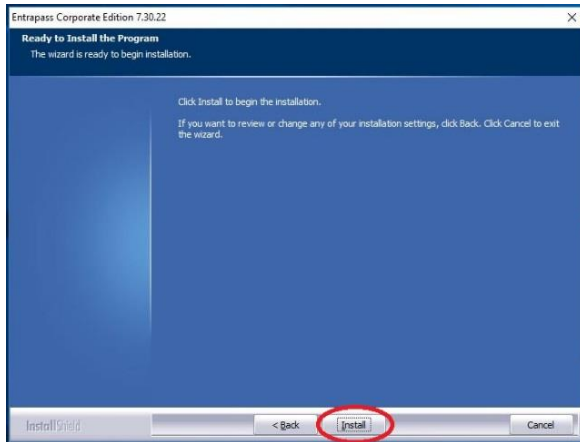 Entrapass Corporate Edition 7.30.22
Ready to Install the Program
The wizard is ready to begin installation.
Click Install to begin the installation.
If you want to review or change any of your installation settings, click Back. Click Cancel to exit
the wizard.
InstallShield
< Back
Install
Cancel